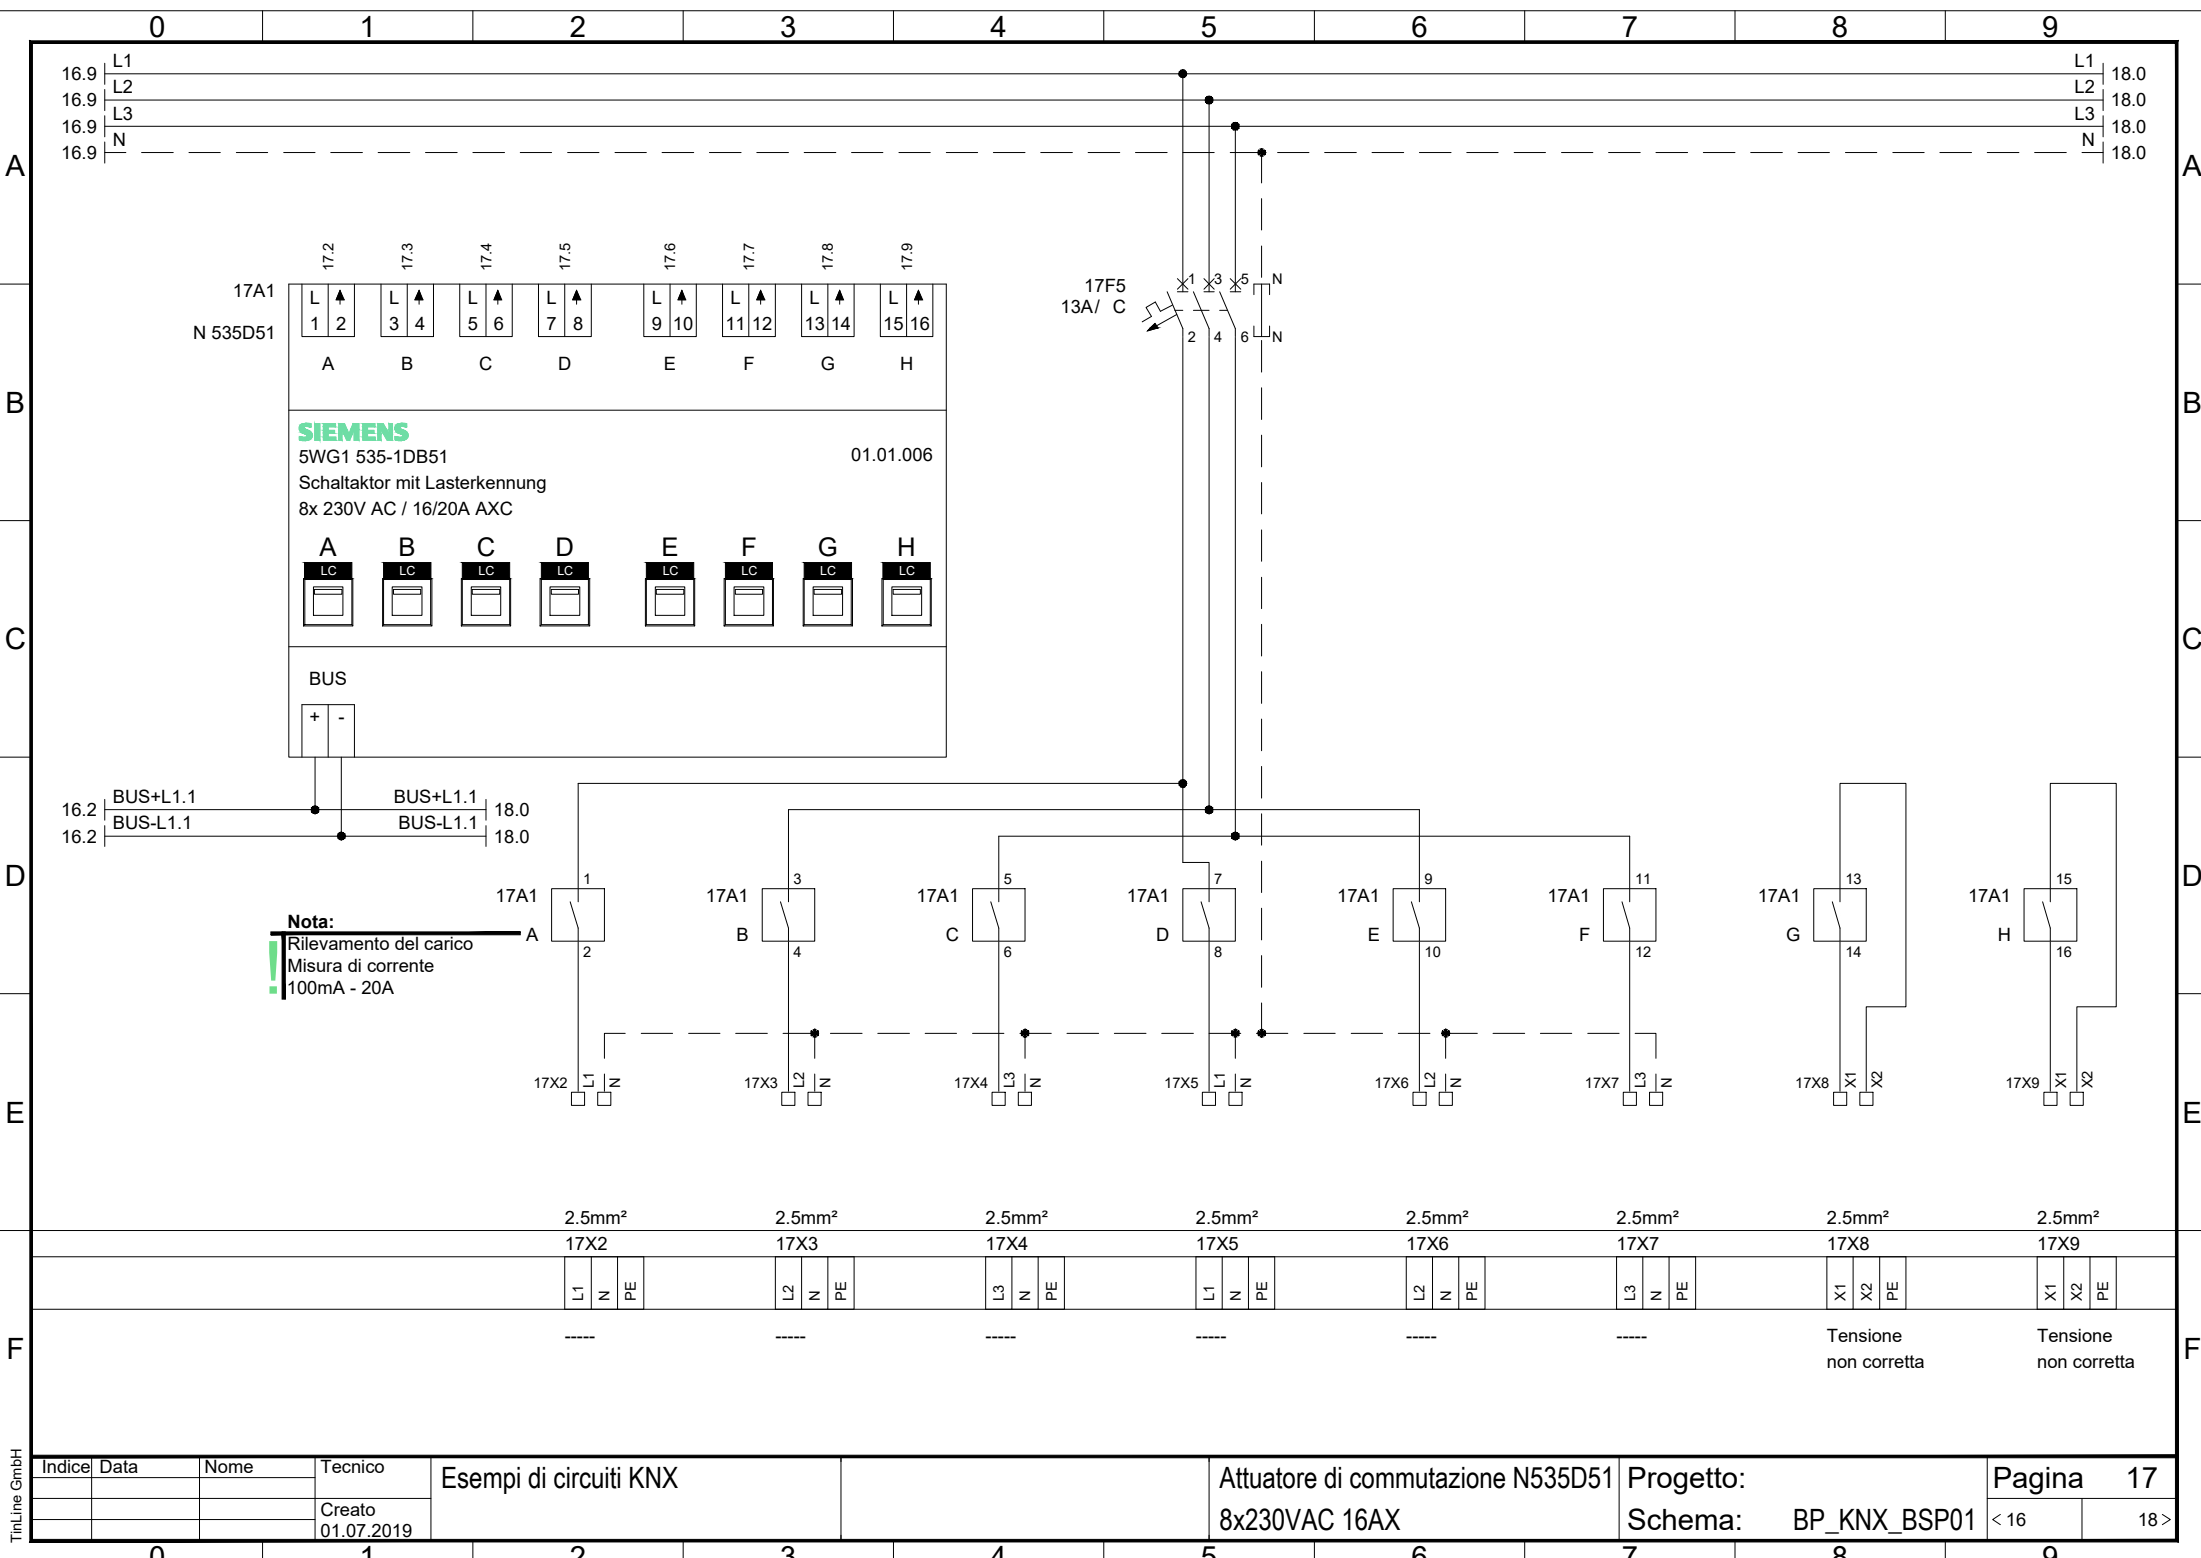 0 1 2 3 4 5 6 7 8 9
16.9 L1 L1 18.0
16.9 L2 L2 18.0
16.9 L3 L3 18.0
16.9 N N 18.0
A A
17.2 17.3 17.4 17.5 17.6 17.7 17.8 17.9
17A1 L L L L L L L L
N 535D51 1 2 3 4 5 6 7 8 9 10 11 12 13 14 15 16
A B C D E F G H
17F5 1 3 5 N
13A/ C
2 4 6 N
B B
SIEMENS
5WG1 535-1DB51 01.01.006
Schaltaktor mit Lasterkennung
8x 230V AC / 16/20A AXC
A B C D E F G H
LC LC LC LC LC LC LC LC
C C
BUS
+ -
16.2 BUS+L1.1 BUS+L1.1 18.0
16.2 BUS-L1.1 BUS-L1.1 18.0
D D
1 3 5 7 9 11 13 15
17A1 17A1 17A1 17A1 17A1 17A1 17A1 17A1
A B C D E F G H
2 4 6 8 10 12 14 16
Nota:
! Rilevamento del carico
Misura di corrente
100mA - 20A
17X2 L1 N 17X3 L2 N 17X4 L3 N 17X5 L1 N 17X6 L2 N 17X7 L3 N 17X8 X1 X2 17X9 X1 X2
E E
2.5mm² 2.5mm² 2.5mm² 2.5mm² 2.5mm² 2.5mm² 2.5mm² 2.5mm²
17X2 17X3 17X4 17X5 17X6 17X7 17X8 17X9
L1 N PE L2 N PE L3 N PE L1 N PE L2 N PE L3 N PE X1 X2 PE X1 X2 PE
F ----- ----- ----- ----- ----- ----- Tensione Tensione F
non corretta non corretta
TinLine GmbH
Indice Data Nome Tecnico
Creato
01.07.2019
Esempi di circuiti KNX
Attuatore di commutazione N535D51
8x230VAC 16AX
Progetto:
Schema: BP_KNX_BSP01
Pagina 17
< 16 18 >
0 1 2 3 4 5 6 7 8 9